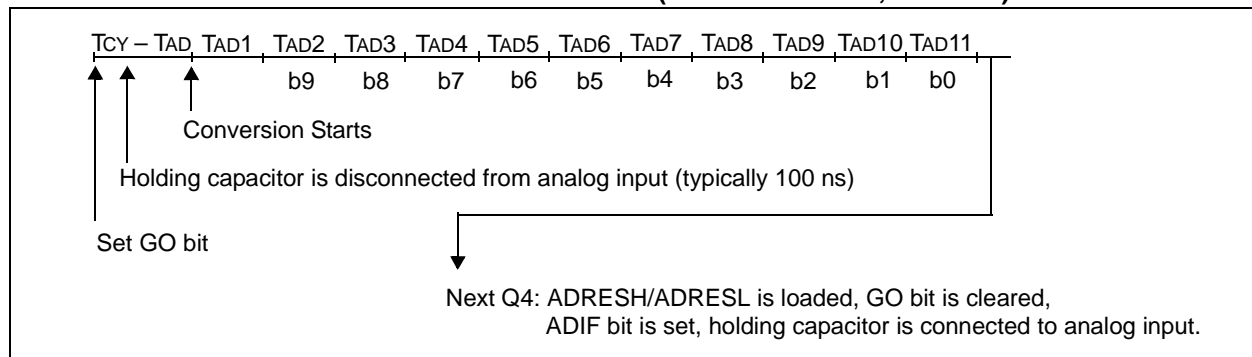 TCY – TAD TAD1 TAD2 TAD3 TAD4 TAD5 TAD6 TAD7 TAD8 TAD9 TAD10 TAD11
b9 b8 b7 b6 b5 b4 b3 b2 b1 b0
Conversion Starts
Holding capacitor is disconnected from analog input (typically 100 ns)
Set GO bit
Next Q4: ADRESH/ADRESL is loaded, GO bit is cleared,
ADIF bit is set, holding capacitor is connected to analog input.